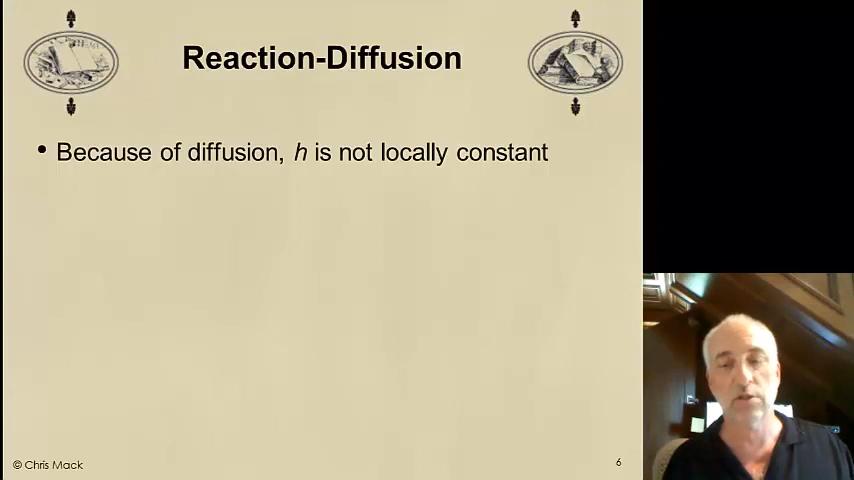 Reaction-Diffusion
• Because of diffusion, h is not locally constant
© Chris Mack
6